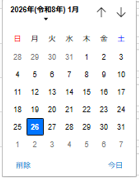 2026年(令和8年) 1月
日 月 火 水 木 金 土
28 29 30 31 1 2 3
4 5 6 7 8 9 10
11 12 13 14 15 16 17
18 19 20 21 22 23 24
25 26 27 28 29 30 31
1 2 3 4 5 6 7
削除 今日